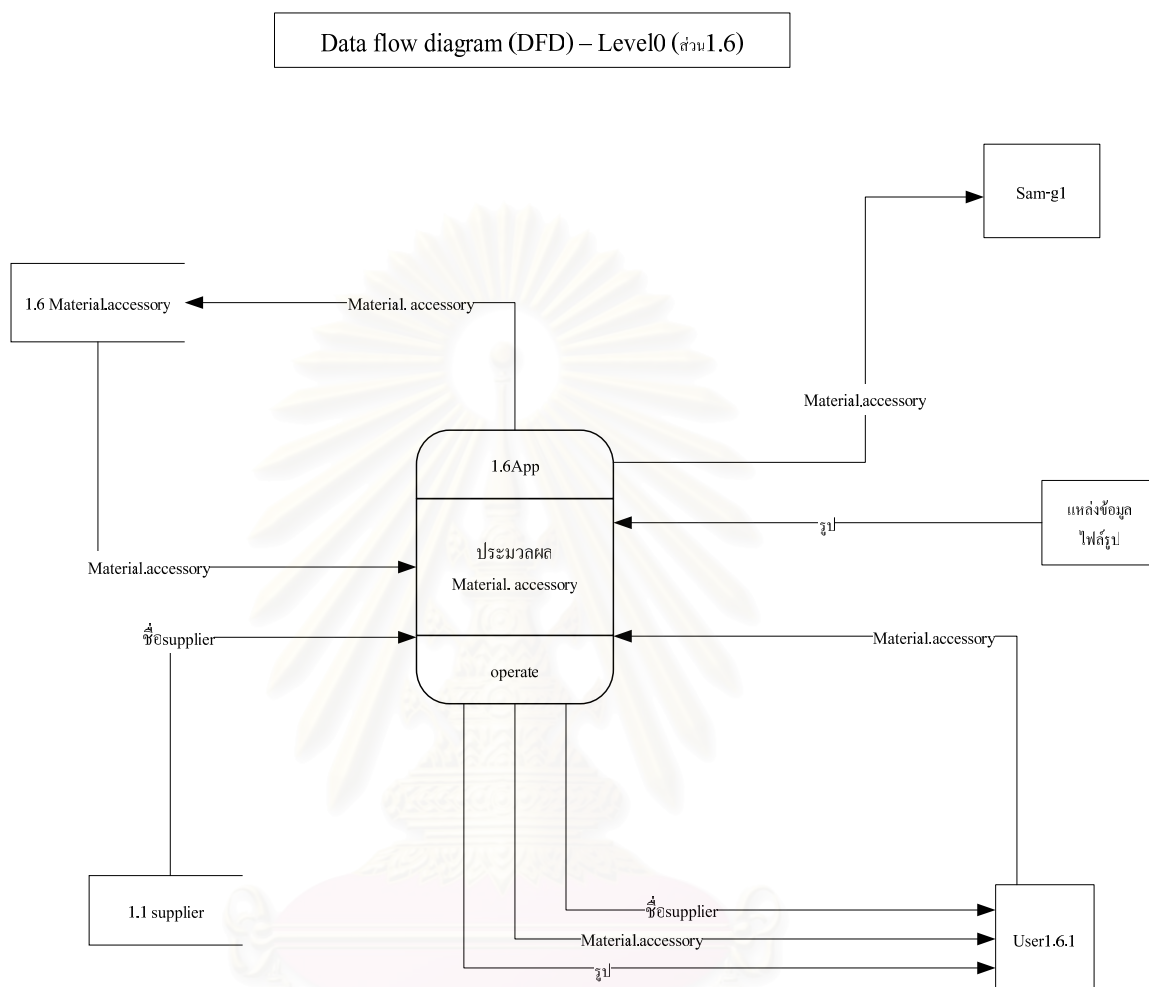 Data flow diagram (DFD) – Level0 (ส่วน1.6)
Sam-g1
1.6 Material.accessory
Material. accessory
Material.accessory
1.6App
แหล่งข้อมูล
ไฟล์รูป
รูป
ประมวลผล
Material. accessory
Material.accessory
ชื่อsupplier
Material.accessory
operate
1.1 supplier
ชื่อsupplier
Material.accessory
User1.6.1
รูป